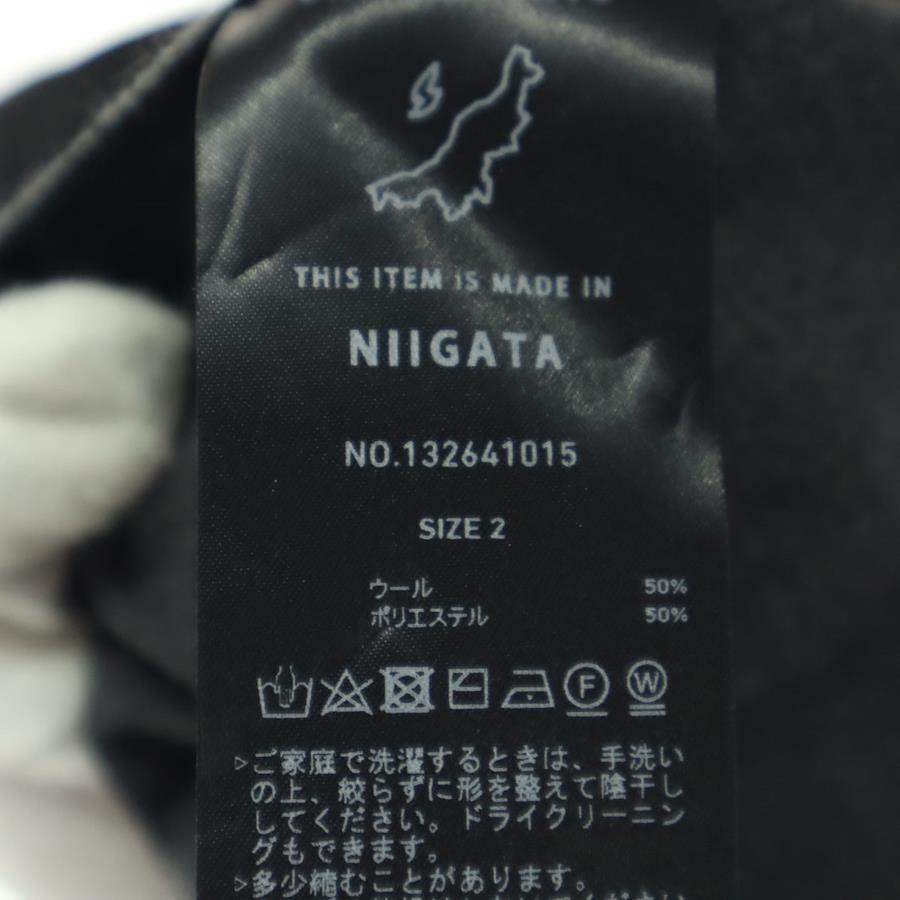 THIS ITEM IS MADE IN
NIIGATA
NO.132641015
SIZE 2
ウール 50%
ポリエステル 50%
F W
▷ご家庭で洗濯するときは、手洗い
の上、絞らずに形を整えて陰干し
してください。ドライクリーニン
グもできます。
▷多少縮むことがあります。